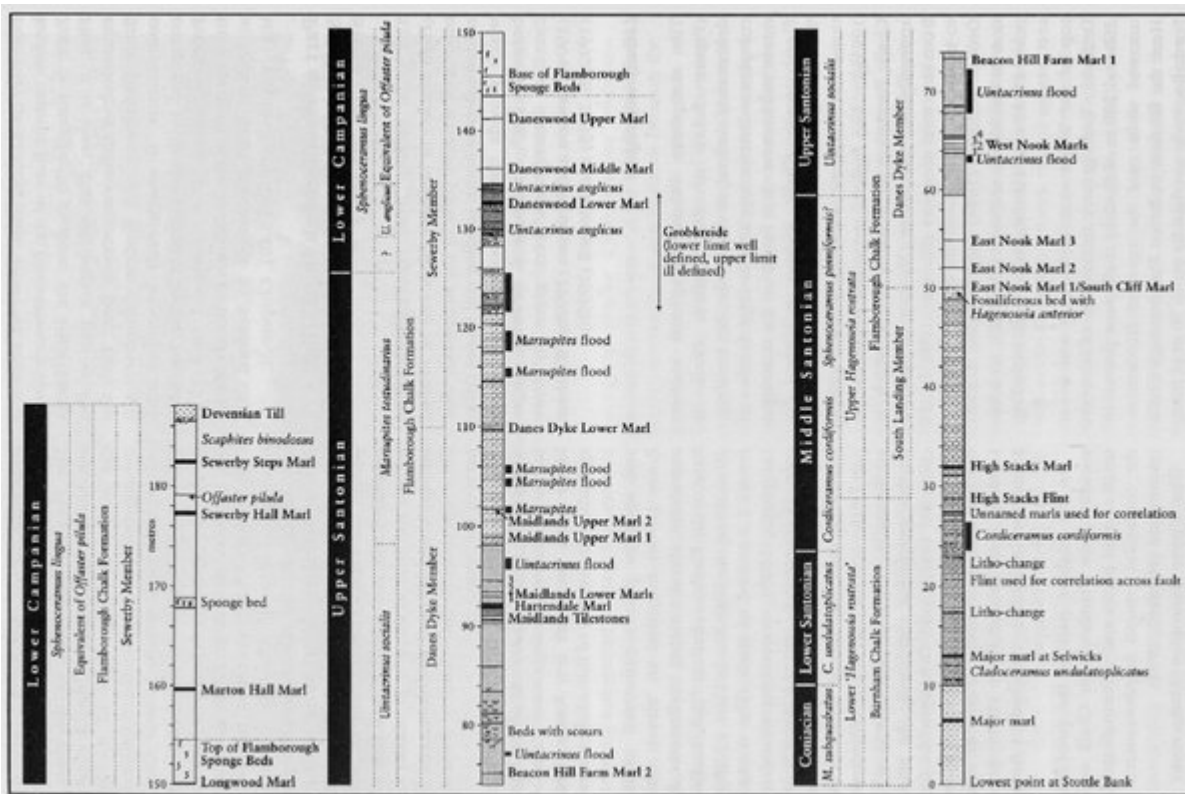 Lower Campanian
Sphenoceramus lingua
Equivalent of Offaster pilula
Flamborough Chalk Formation
Sewerby Member
metres
180
170
160
150
Devensian Till
Scaphites binodosus
Sewerby Steps Marl
Offaster pilula
Sewerby Hall Marl
Sponge bed
Marton Hall Marl
Top of Flamborough
Sponge Beds
Longwood Marl
Lower Campanian
Upper Santonian
Sphenoceramus lingua
U. anglicus
Equivalent of Offaster pilula
?
Marsupites testudinarius
Uintacrinus socialis
Flamborough Chalk Formation
Sewerby Member
Danes Dyke Member
150
140
130
120
110
100
90
80
Base of Flamborough
Sponge Beds
Daneswood Upper Marl
Daneswood Middle Marl
Uintacrinus anglicus
Daneswood Lower Marl
Uintacrinus anglicus
Grobkreide
(lower limit well
defined, upper limit
ill defined)
Marsupites flood
Marsupites flood
Danes Dyke Lower Marl
Marsupites flood
Marsupites flood
Marsupites
Maidlands Upper Marl 2
Maidlands Upper Marl 1
Uintacrinus flood
Maidlands Lower Marls
Hartendale Marl
Maidlands Tilestones
Beds with scours
Uintacrinus flood
Beacon Hill Farm Marl 2
Upper Santonian
Middle Santonian
Lower Santonian
Coniacian
Uintacrinus socialis
Sphenoceramus pinniformis?
Cordiceramus cordiformis
C. undulatoplicatus
M. subquadratus
Upper Hagenowia rostrata
Lower "Hagenowia rostrata"
Flamborough Chalk Formation
Burnham Chalk Formation
Danes Dyke Member
South Landing Member
70
60
50
40
30
20
10
0
Beacon Hill Farm Marl 1
Uintacrinus flood
West Nook Marls
Uintacrinus flood
East Nook Marl 3
East Nook Marl 2
East Nook Marl 1/South Cliff Marl
Fossiliferous bed with
Hagenowia anterior
High Stacks Marl
High Stacks Flint
Unnamed marls used for correlation
Cordiceramus cordiformis
Litho-change
Flint used for correlation across fault
Litho-change
Major marl at Selwicks
Cladoceramus undulatoplicatus
Major marl
Lowest point at Stottle Bank